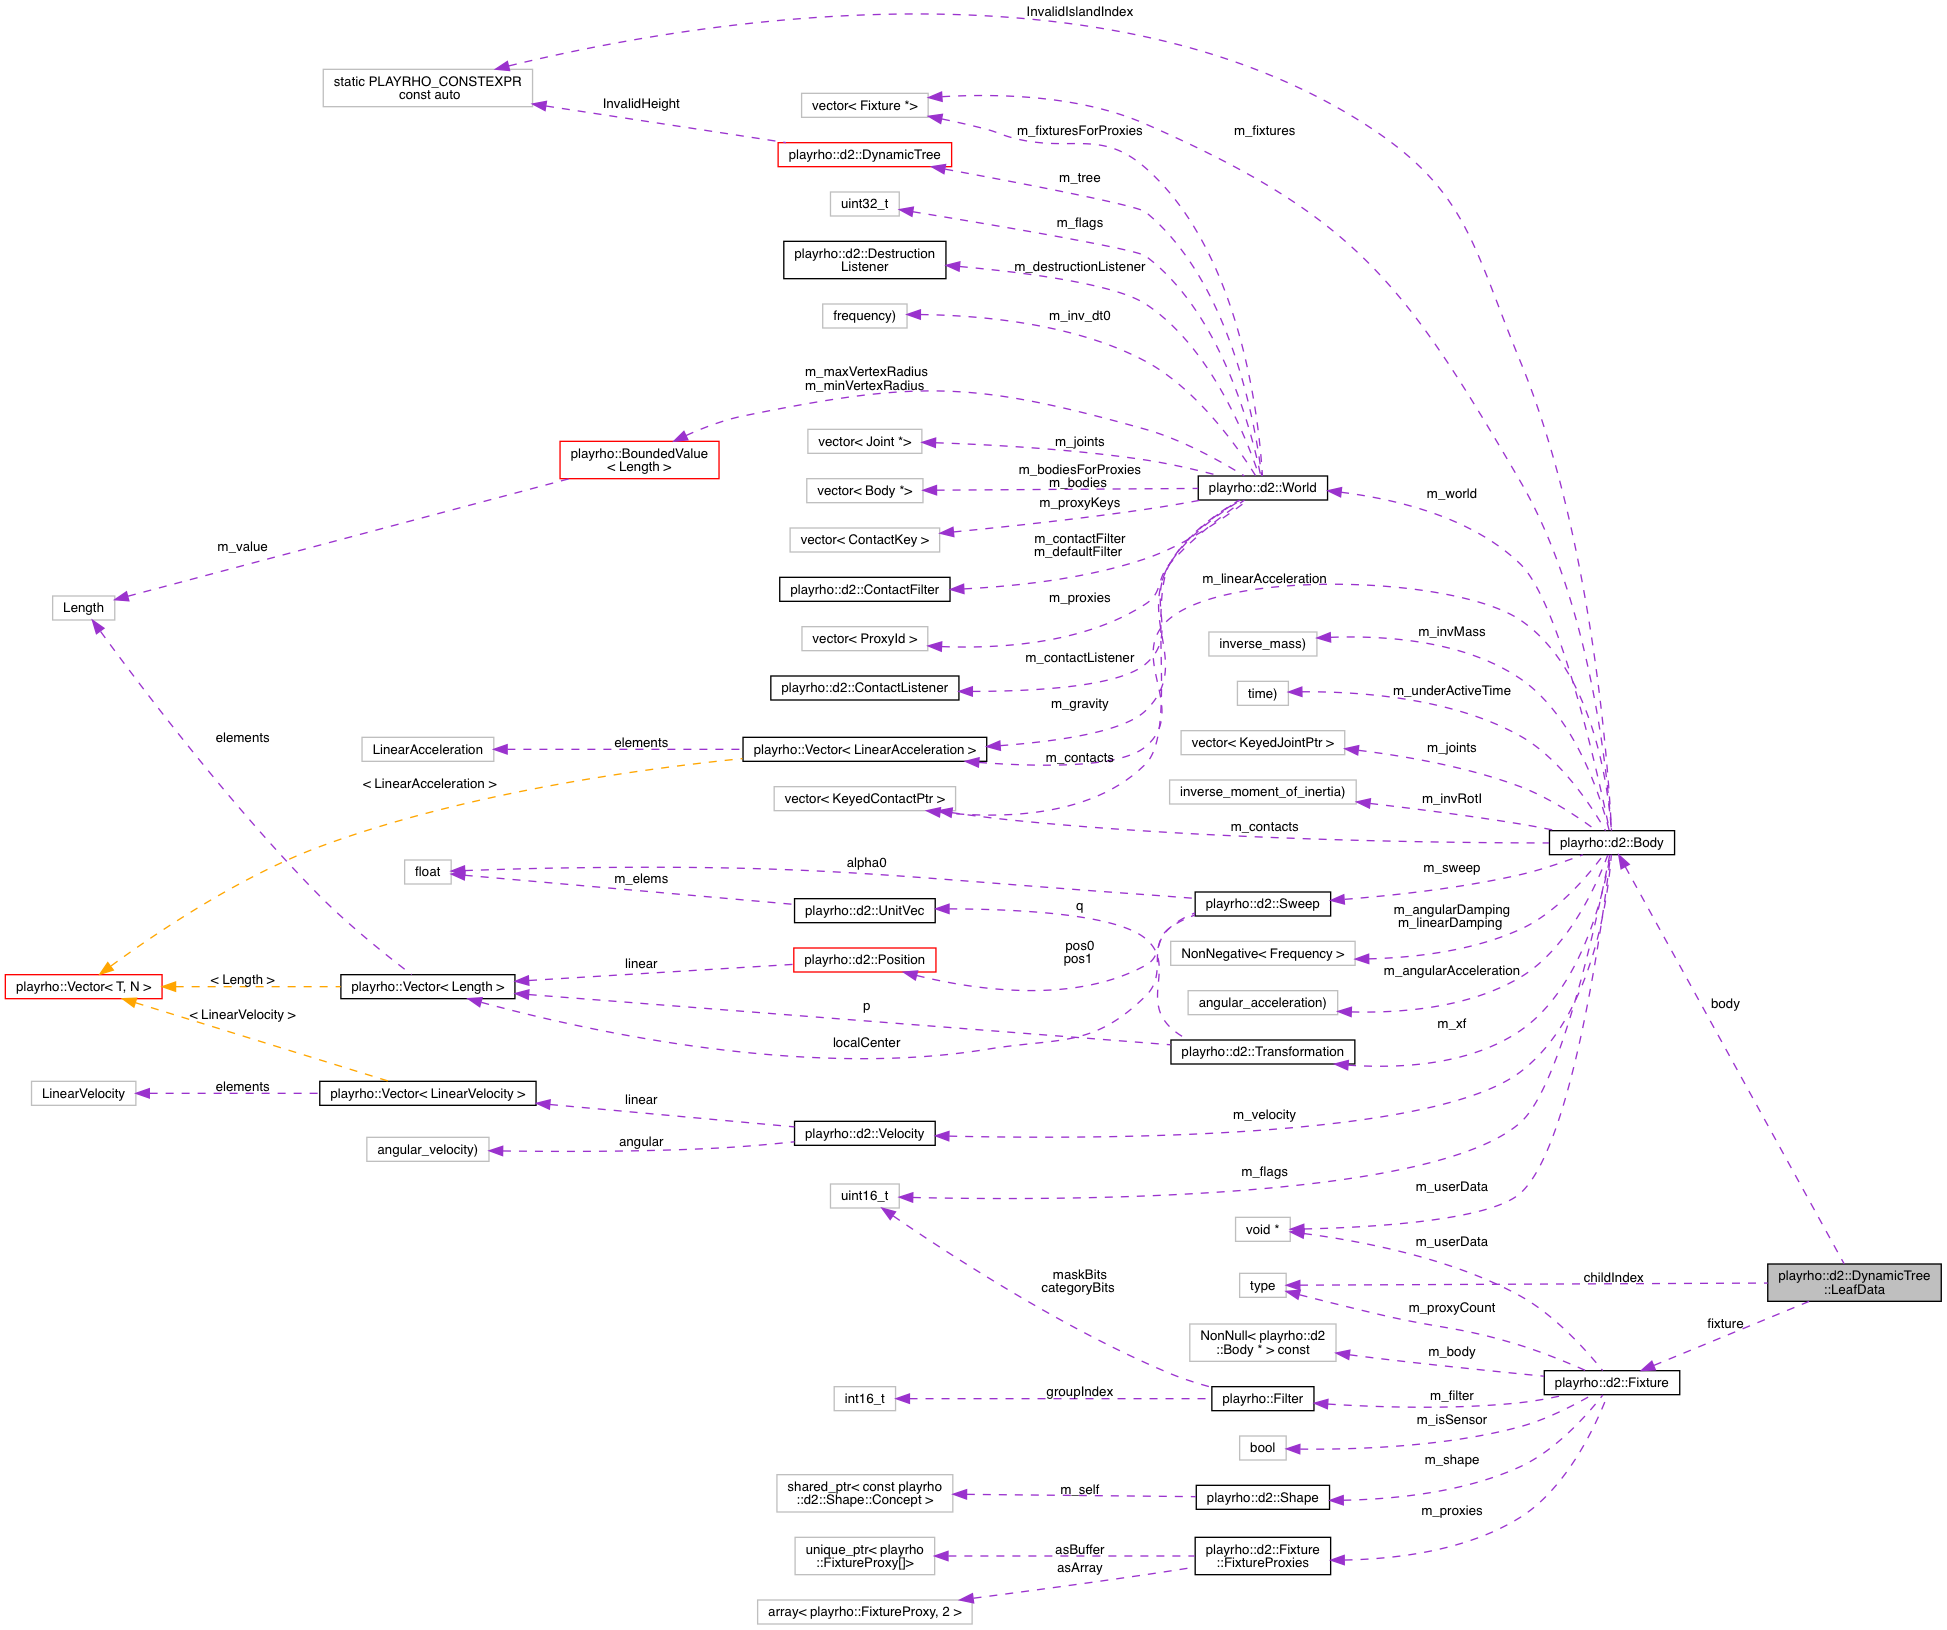 InvalidIslandIndex
static PLAYRHO_CONSTEXPR
const auto
InvalidHeight
vector< Fixture *>
m_fixtures
m_fixturesForProxies
playrho::d2::DynamicTree
m_tree
uint32_t
m_flags
playrho::d2::Destruction
Listener
m_destructionListener
frequency)
m_inv_dt0
m_maxVertexRadius
m_minVertexRadius
vector< Joint *>
m_joints
playrho::BoundedValue
< Length >
m_bodiesForProxies
m_bodies
vector< Body *>
playrho::d2::World
m_world
m_proxyKeys
vector< ContactKey >
m_contactFilter
m_defaultFilter
m_value
playrho::d2::ContactFilter
m_linearAcceleration
Length
m_proxies
vector< ProxyId >
inverse_mass)
m_invMass
m_contactListener
playrho::d2::ContactListener
time)
m_underActiveTime
m_gravity
elements
LinearAcceleration
elements
playrho::Vector< LinearAcceleration >
m_contacts
vector< KeyedJointPtr >
m_joints
< LinearAcceleration >
vector< KeyedContactPtr >
inverse_moment_of_inertia)
m_invRotI
m_contacts
playrho::d2::Body
float
alpha0
m_elems
m_sweep
playrho::d2::UnitVec
q
playrho::d2::Sweep
m_angularDamping
m_linearDamping
pos0
pos1
NonNegative< Frequency >
playrho::d2::Position
linear
m_angularAcceleration
playrho::Vector< T, N >
< Length >
playrho::Vector< Length >
angular_acceleration)
body
< LinearVelocity >
p
m_xf
localCenter
playrho::d2::Transformation
LinearVelocity
elements
playrho::Vector< LinearVelocity >
linear
m_velocity
playrho::d2::Velocity
angular_velocity)
angular
m_flags
m_userData
uint16_t
void *
m_userData
maskBits
categoryBits
type
childIndex
playrho::d2::DynamicTree
::LeafData
m_proxyCount
fixture
NonNull< playrho::d2
::Body * > const
m_body
playrho::d2::Fixture
int16_t
groupIndex
playrho::Filter
m_filter
m_isSensor
bool
m_shape
shared_ptr< const playrho
::d2::Shape::Concept >
m_self
playrho::d2::Shape
m_proxies
unique_ptr< playrho
::FixtureProxy[]>
asBuffer
asArray
playrho::d2::Fixture
::FixtureProxies
array< playrho::FixtureProxy, 2 >